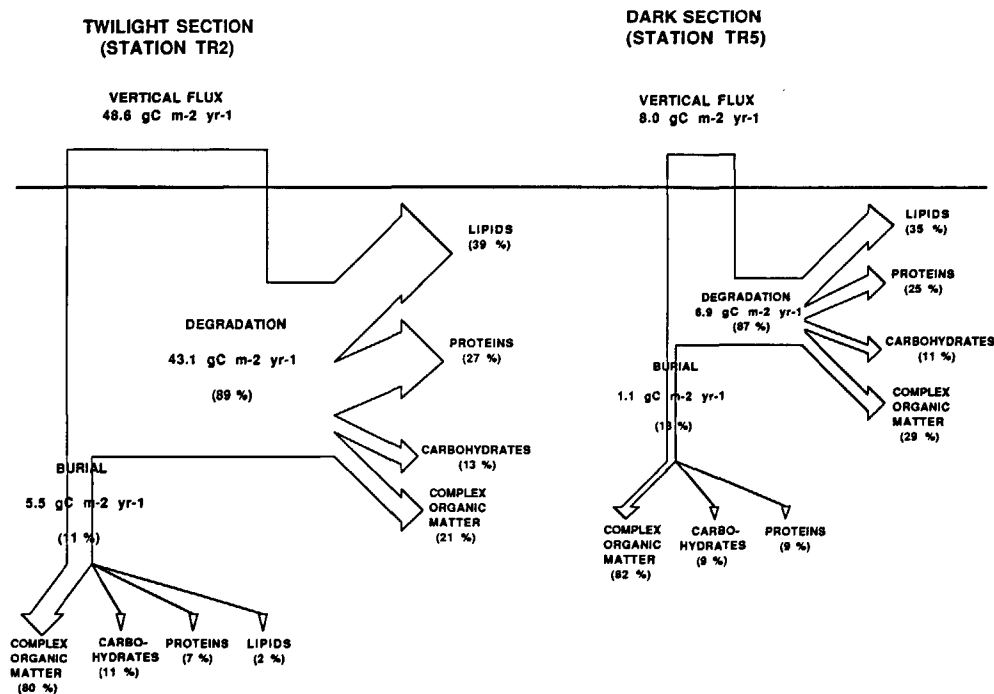 TWILIGHT SECTION
(STATION TR2)
VERTICAL FLUX
48.6 gC m-2 yr-1
LIPIDS
(39 %)
DEGRADATION
43.1 gC m-2 yr-1
(89 %)
PROTEINS
(27 %)
CARBOHYDRATES
(13 %)
COMPLEX
ORGANIC
MATTER
(21 %)
BURIAL
5.5 gC m-2 yr-1
(11 %)
COMPLEX
ORGANIC
MATTER
(80 %)
CARBO-
HYDRATES
(11 %)
PROTEINS
(7 %)
LIPIDS
(2 %)
DARK SECTION
(STATION TR5)
VERTICAL FLUX
8.0 gC m-2 yr-1
LIPIDS
(35 %)
PROTEINS
(25 %)
DEGRADATION
6.9 gC m-2 yr-1
(87 %)
CARBOHYDRATES
(11 %)
COMPLEX
ORGANIC
MATTER
(29 %)
BURIAL
1.1 gC m-2 yr-1
(13 %)
COMPLEX
ORGANIC
MATTER
(82 %)
CARBO-
HYDRATES
(9 %)
PROTEINS
(9 %)